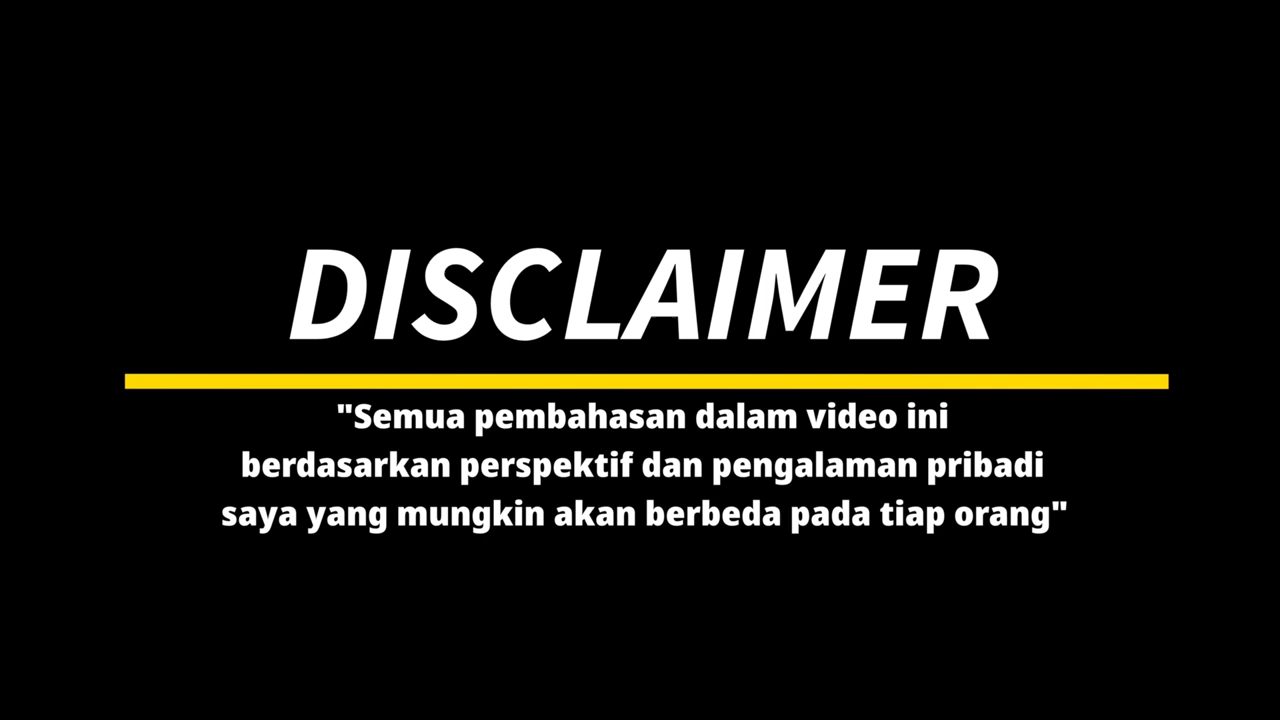 DISCLAIMER
"Semua pembahasan dalam video ini
berdasarkan perspektif dan pengalaman pribadi
saya yang mungkin akan berbeda pada tiap orang"